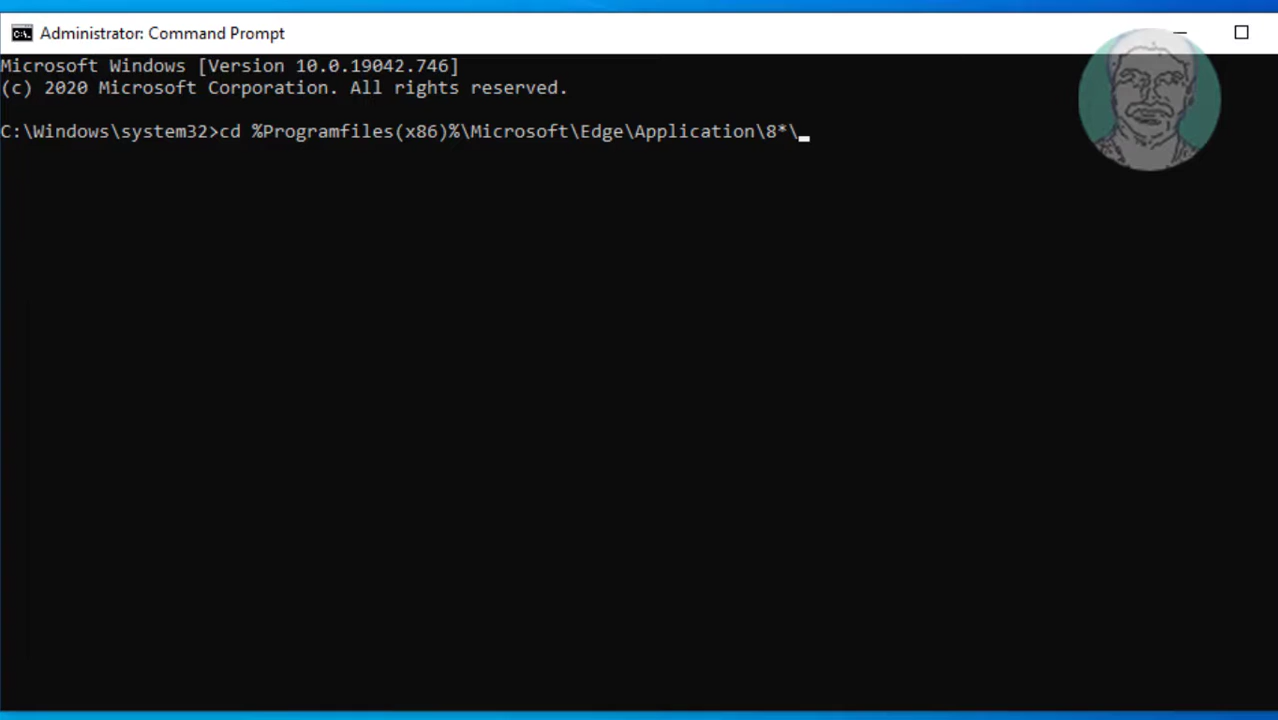 Administrator: Command Prompt
Microsoft Windows [Version 10.0.19042.746]
(c) 2020 Microsoft Corporation. All rights reserved.
C:\Windows\system32>cd %Programfiles(x86)%\Microsoft\Edge\Application\8*\